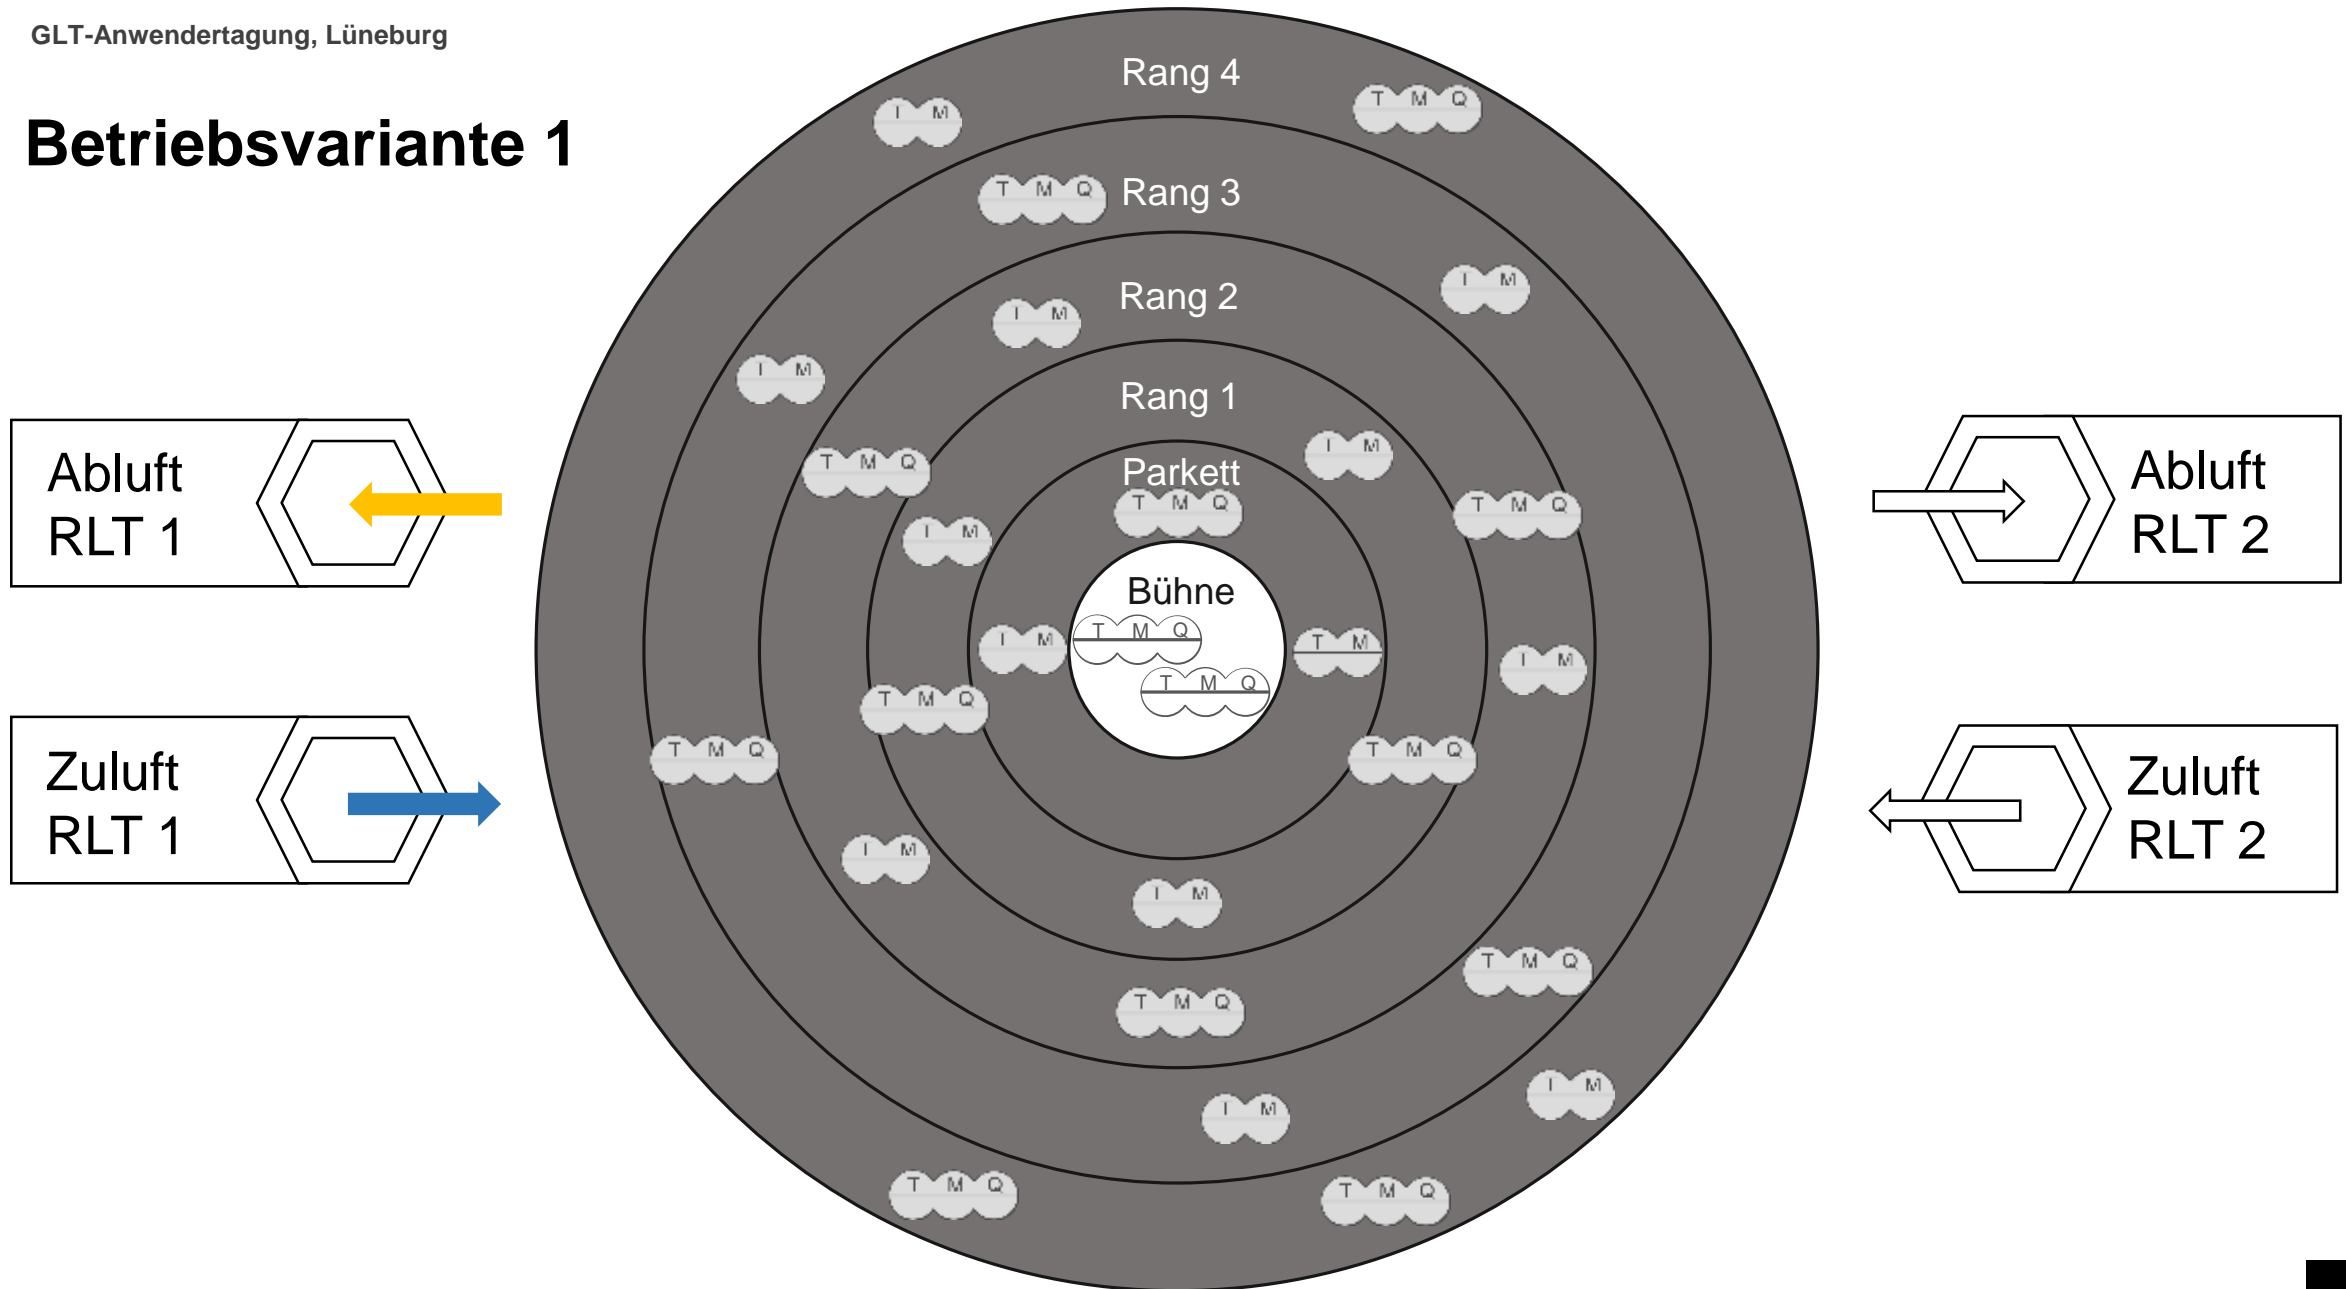 GLT-Anwendertagung, Lüneburg
Betriebsvariante 1
Rang 4
T M
T M Q
Rang 3
T M Q
T M
Rang 2
T M
T M
Rang 1
T M
T M Q
Parkett
T M Q
T M Q
T M
Abluft
RLT 1
Abluft
RLT 2
Bühne
T M Q
T M
T M
T M
T M Q
T M Q
T M Q
T M Q
Zuluft
RLT 1
Zuluft
RLT 2
T M
T M
T M Q
T M Q
T M
T M
T M Q
T M Q